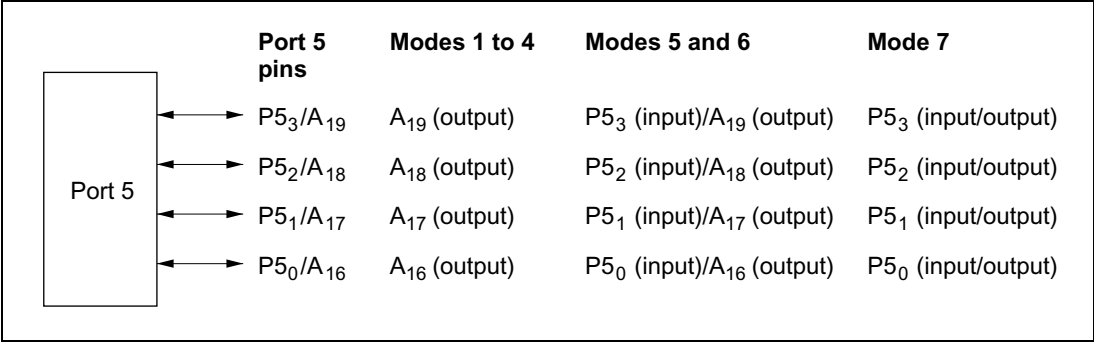 Port 5 pins Modes 1 to 4 Modes 5 and 6 Mode 7
P5₃/A₁₉ A₁₉ (output) P5₃ (input)/A₁₉ (output) P5₃ (input/output)
P5₂/A₁₈ A₁₈ (output) P5₂ (input)/A₁₈ (output) P5₂ (input/output)
Port 5
P5₁/A₁₇ A₁₇ (output) P5₁ (input)/A₁₇ (output) P5₁ (input/output)
P5₀/A₁₆ A₁₆ (output) P5₀ (input)/A₁₆ (output) P5₀ (input/output)